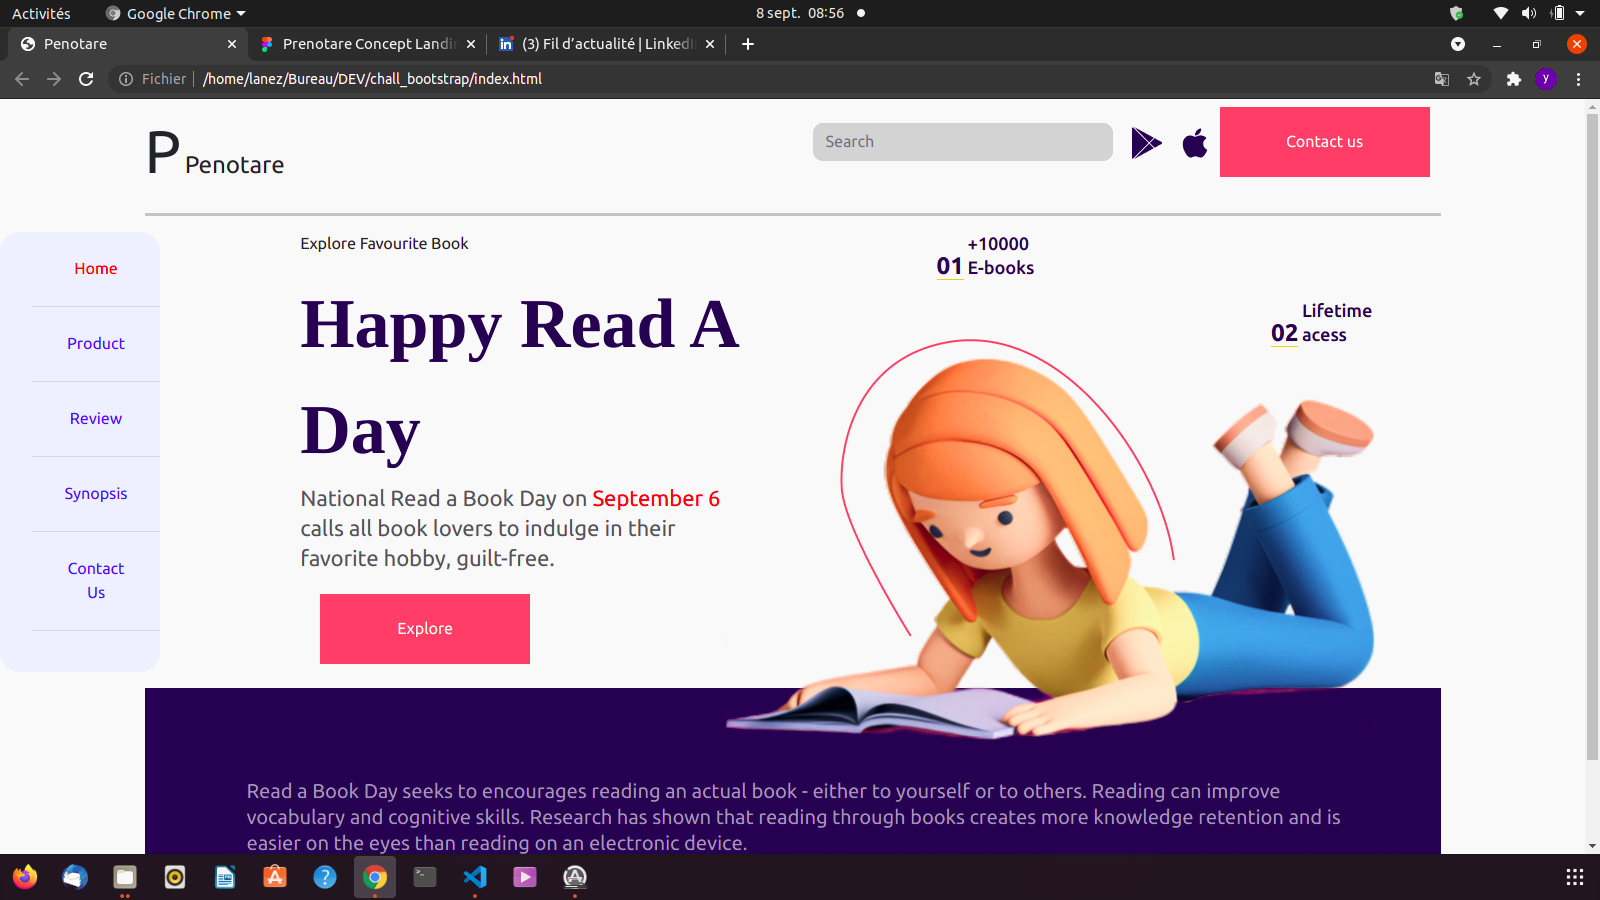 Activités
Google Chrome
8 sept. 08:56
Penotare
Prenotare Concept Landi
(3) Fil d’actualité | Linked
Fichier
/home/lanez/Bureau/DEV/chall_bootstrap/index.html
y
P Penotare
Search
Contact us
Home
Product
Review
Synopsis
Contact
Us
Explore Favourite Book
Happy Read A
Day
National Read a Book Day on September 6
calls all book lovers to indulge in their
favorite hobby, guilt-free.
Explore
+10000
01 E-books
Lifetime
02 acess
Read a Book Day seeks to encourages reading an actual book - either to yourself or to others. Reading can improve
vocabulary and cognitive skills. Research has shown that reading through books creates more knowledge retention and is
easier on the eyes than reading on an electronic device.